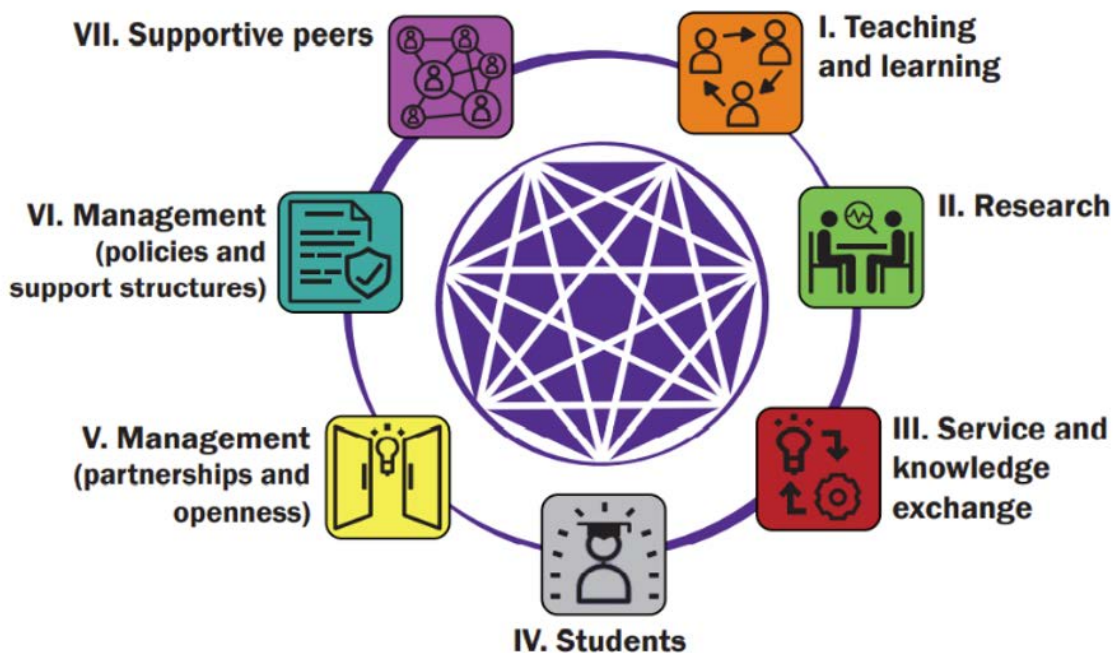 I. Teaching
and learning
II. Research
III. Service and
knowledge
exchange
IV. Students
V. Management
(partnerships and
openness)
VI. Management
(policies and
support structures)
VII. Supportive peers